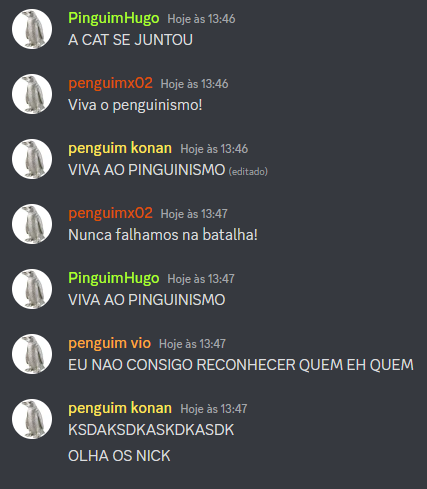 PinguimHugo Hoje às 13:46
A CAT SE JUNTOU
penguimx02 Hoje às 13:46
Viva o penguinismo!
penguim konan Hoje às 13:46
VIVA AO PINGUINISMO (editado)
penguimx02 Hoje às 13:47
Nunca falhamos na batalha!
PinguimHugo Hoje às 13:47
VIVA AO PINGUINISMO
penguim vio Hoje às 13:47
EU NAO CONSIGO RECONHECER QUEM EH QUEM
penguim konan Hoje às 13:47
KSDAKSDKASKDKASDK
OLHA OS NICK